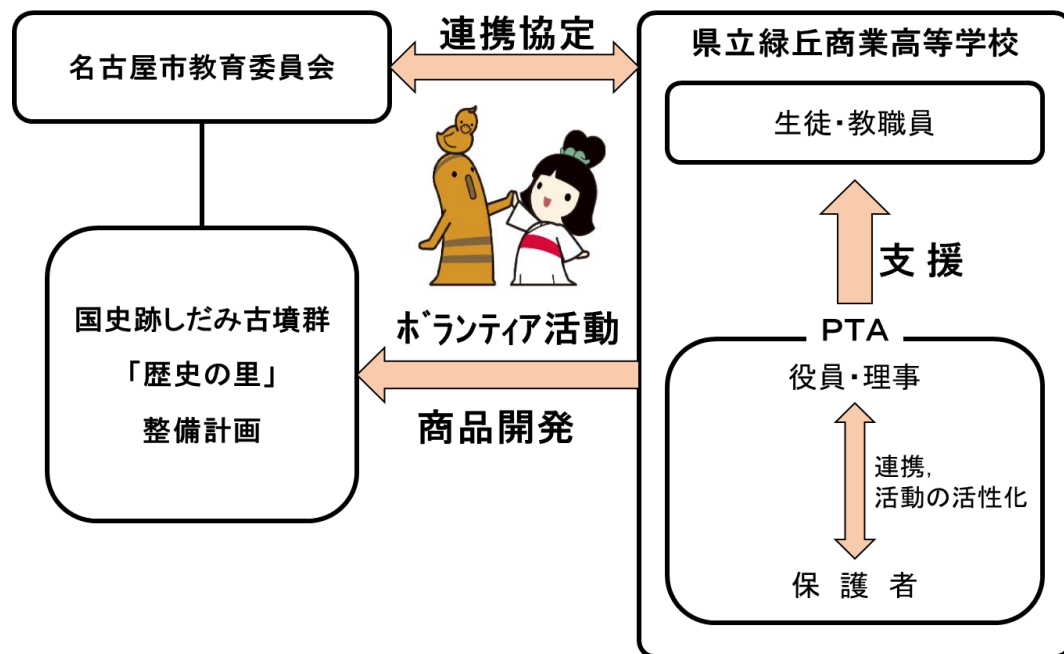 名古屋市教育委員会
連携協定
県立緑丘商業高等学校
生徒・教職員
支援
国史跡しだみ古墳群
「歴史の里」
整備計画
ﾎﾞﾗﾝﾃｨｱ活動
商品開発
PTA
役員・理事
連携,
活動の活性化
保護者